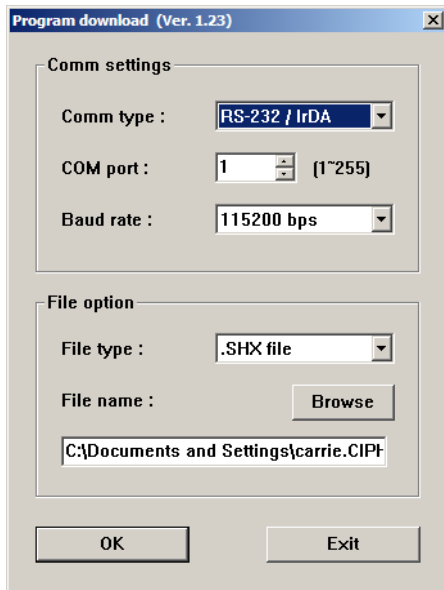 Program download (Ver. 1.23)
Comm settings
Comm type : RS-232 / IrDA
COM port : 1 (1~255)
Baud rate : 115200 bps
File option
File type : .SHX file
File name : Browse
C:\Documents and Settings\carrie.CIPH
OK Exit